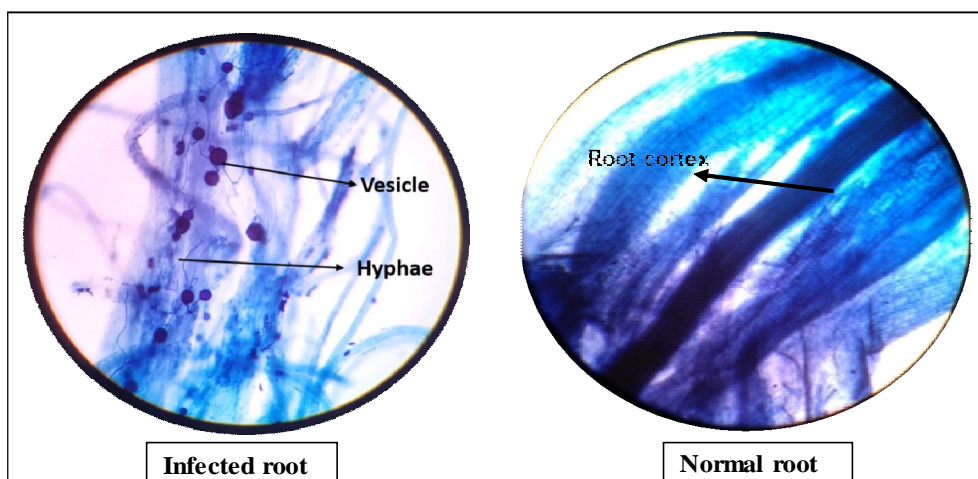 Vesicle
Hyphae
Infected root
Root cortex
Normal root